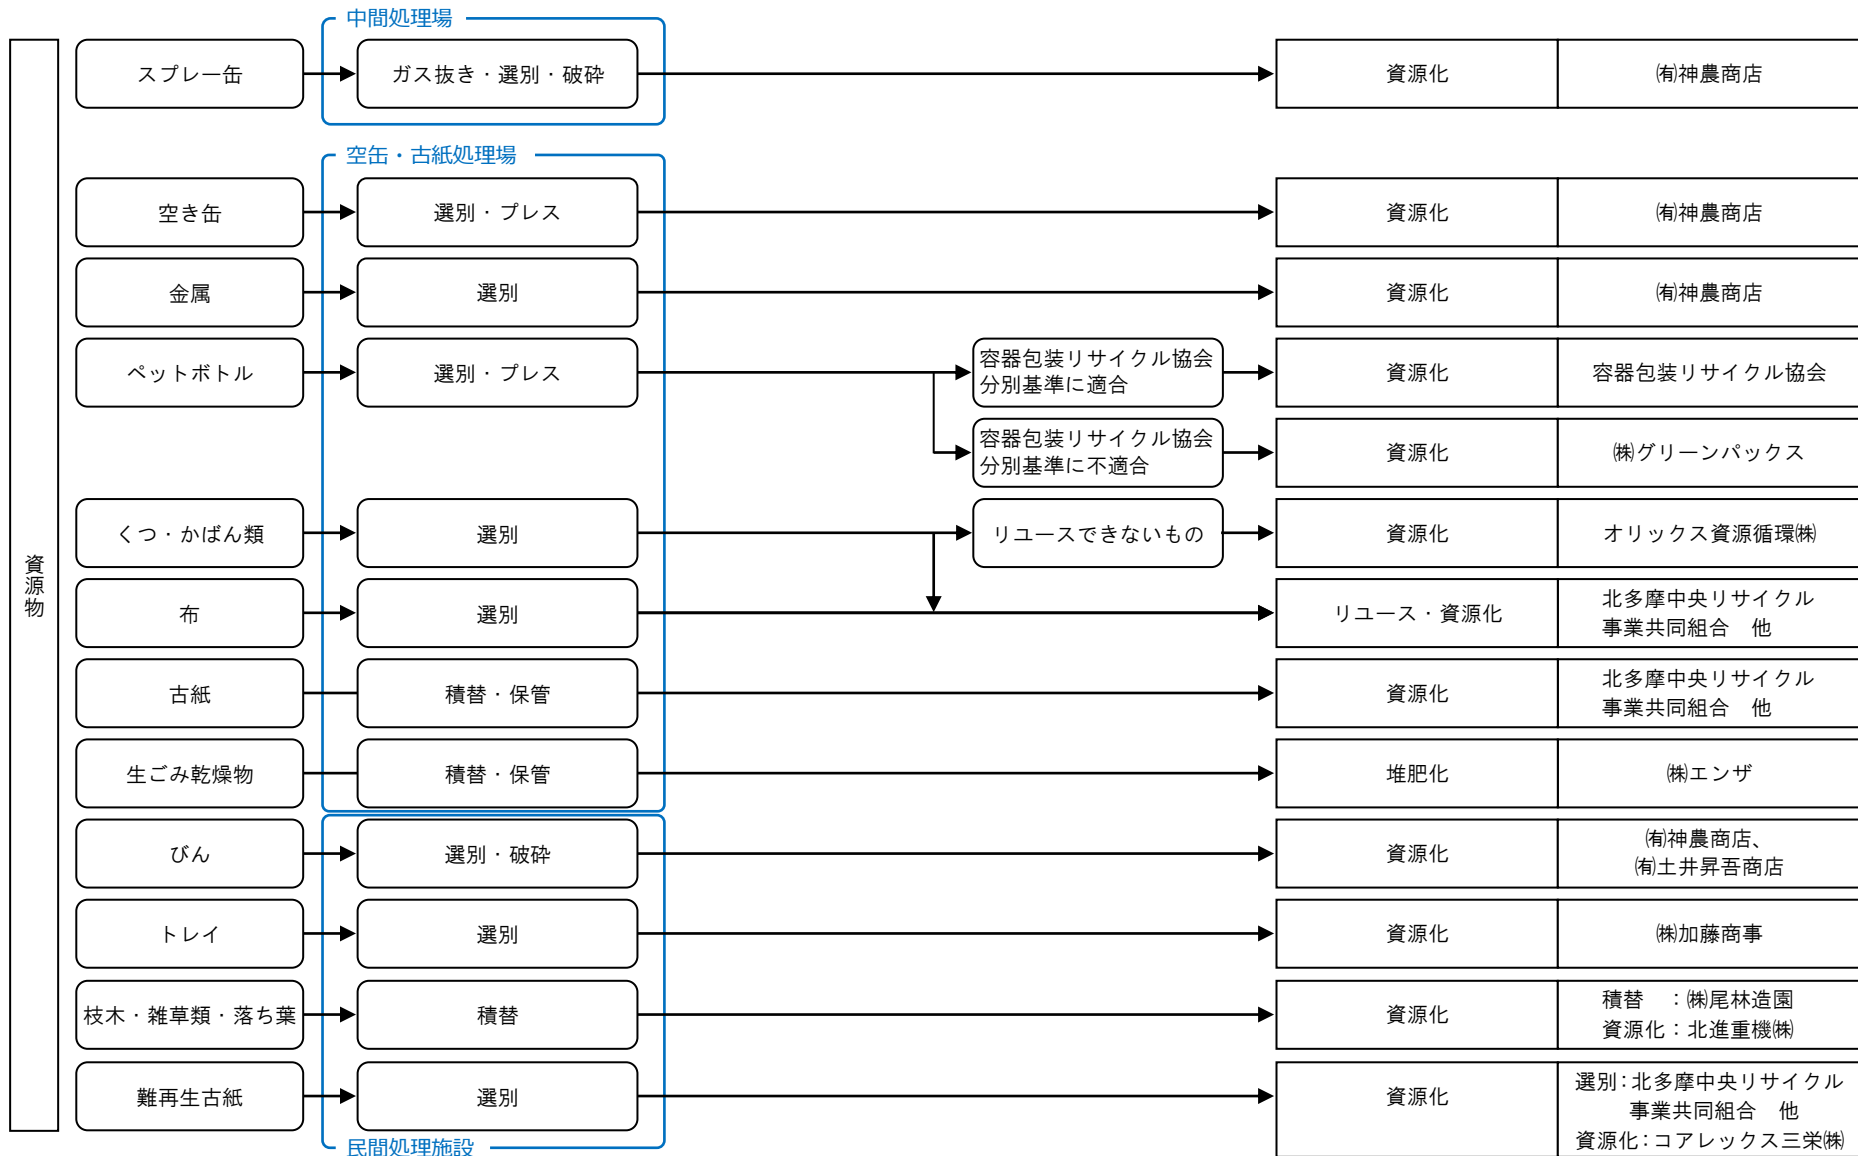 中間処理場
スプレー缶
ガス抜き・選別・破砕
資源化
㈲神農商店
空缶・古紙処理場
空き缶
選別・プレス
資源化
㈲神農商店
金属
選別
資源化
㈲神農商店
ペットボトル
選別・プレス
容器包装リサイクル協会
分別基準に適合
資源化
容器包装リサイクル協会
容器包装リサイクル協会
分別基準に不適合
資源化
㈱グリーンパックス
くつ・かばん類
選別
リユースできないもの
資源化
オリックス資源循環㈱
資源物
布
選別
リユース・資源化
北多摩中央リサイクル
事業共同組合　他
古紙
積替・保管
資源化
北多摩中央リサイクル
事業共同組合　他
生ごみ乾燥物
積替・保管
堆肥化
㈱エンザ
びん
選別・破砕
資源化
㈲神農商店、
㈲土井昇吾商店
トレイ
選別
資源化
㈱加藤商事
枝木・雑草類・落ち葉
積替
資源化
積替　：㈱尾林造園
資源化：北進重機㈱
難再生古紙
選別
資源化
選別：北多摩中央リサイクル
事業共同組合　他
資源化：コアレックス三栄㈱
民間処理施設